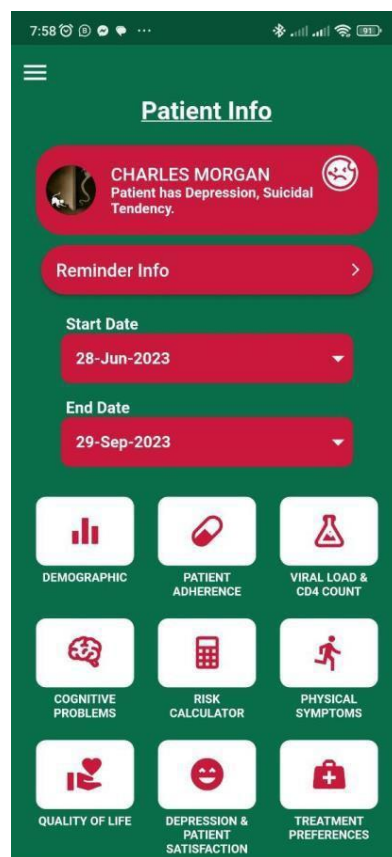 7:58
91
Patient Info
CHARLES MORGAN
Patient has Depression, Suicidal
Tendency.
Reminder Info
Start Date
28-Jun-2023
End Date
29-Sep-2023
DEMOGRAPHIC
PATIENT
ADHERENCE
VIRAL LOAD &
CD4 COUNT
COGNITIVE
PROBLEMS
RISK
CALCULATOR
PHYSICAL
SYMPTOMS
QUALITY OF LIFE
DEPRESSION &
PATIENT
SATISFACTION
TREATMENT
PREFERENCES